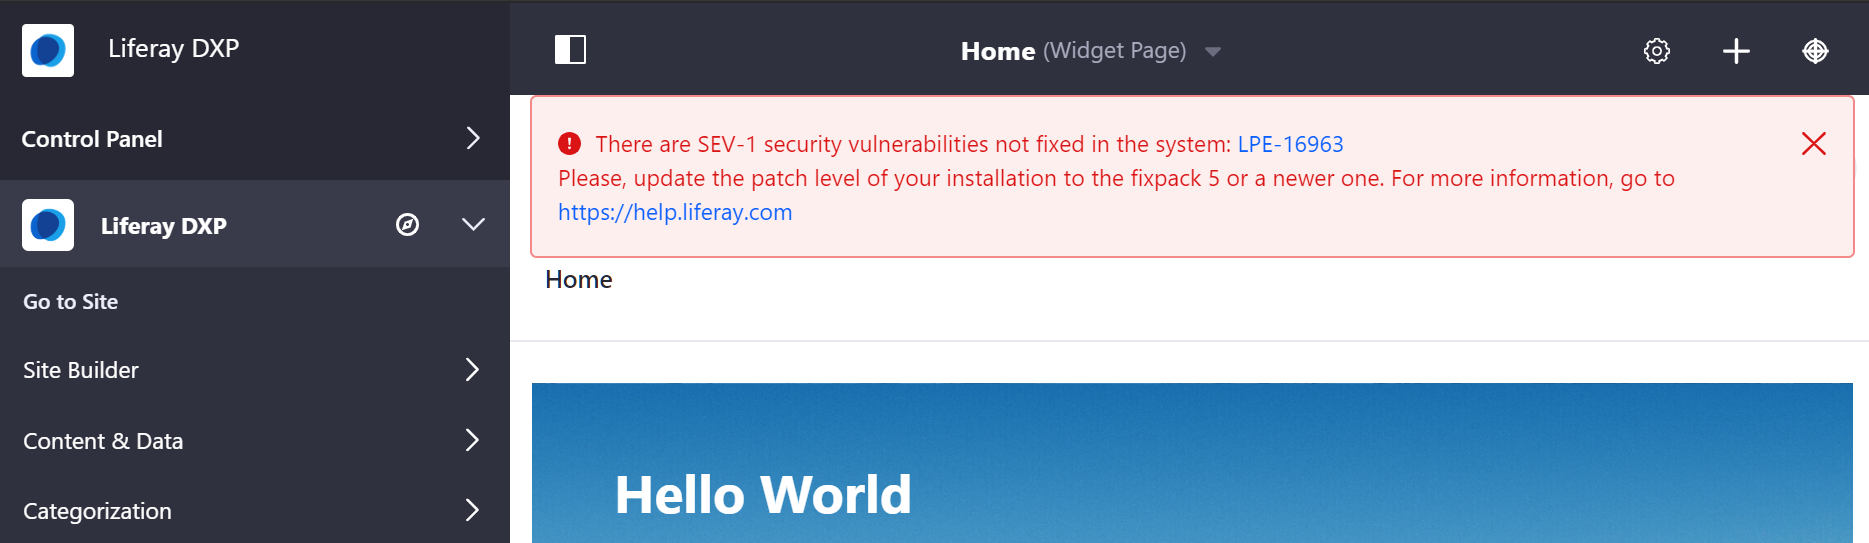 Liferay DXP
Control Panel
Liferay DXP
Go to Site
Site Builder
Content & Data
Categorization
Home (Widget Page)
There are SEV-1 security vulnerabilities not fixed in the system: LPE-16963
Please, update the patch level of your installation to the fixpack 5 or a newer one. For more information, go to
https://help.liferay.com
Home
Hello World